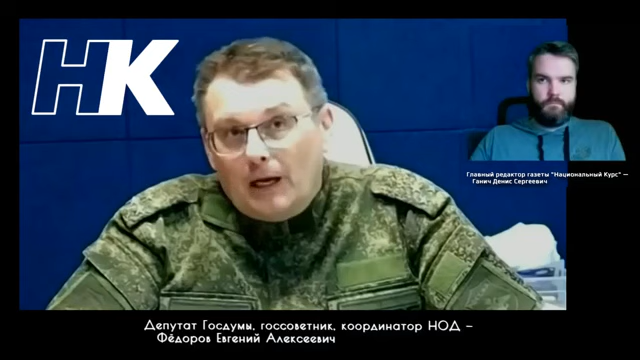 НК
Главный редактор газеты "Национальный Курс" —
Ганич Денис Сергеевич
Депутат Госдумы, госсоветник, координатор НОД –
Фёдоров Евгений Алексеевич